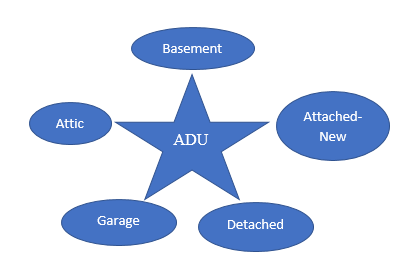 Basement
Attic
Attached-
New
ADU
Garage
Detached